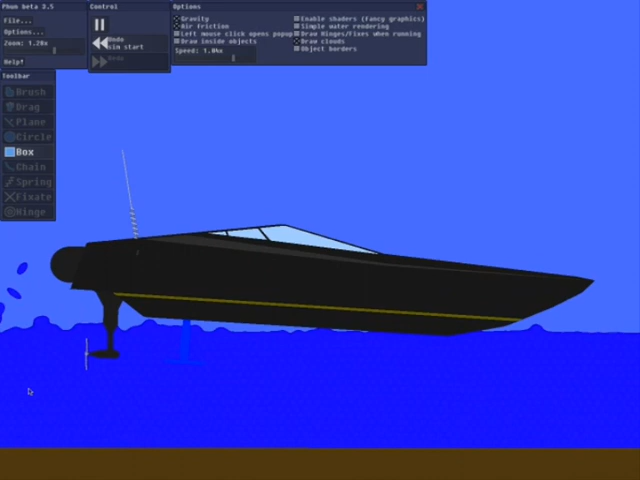 Phun beta 3.5
File...
Options...
Zoom: 1.28x
Help!
Control
Undo
sim start
Redo
Options
Gravity
Air friction
Left mouse click opens popup
Draw inside objects
Speed: 1.04x
Enable shaders (fancy graphics)
Simple water rendering
Draw Hinges/Fixes when running
Draw clouds
Object borders
Toolbar
Brush
Drag
Plane
Circle
Box
Chain
Spring
Fixate
Hinge